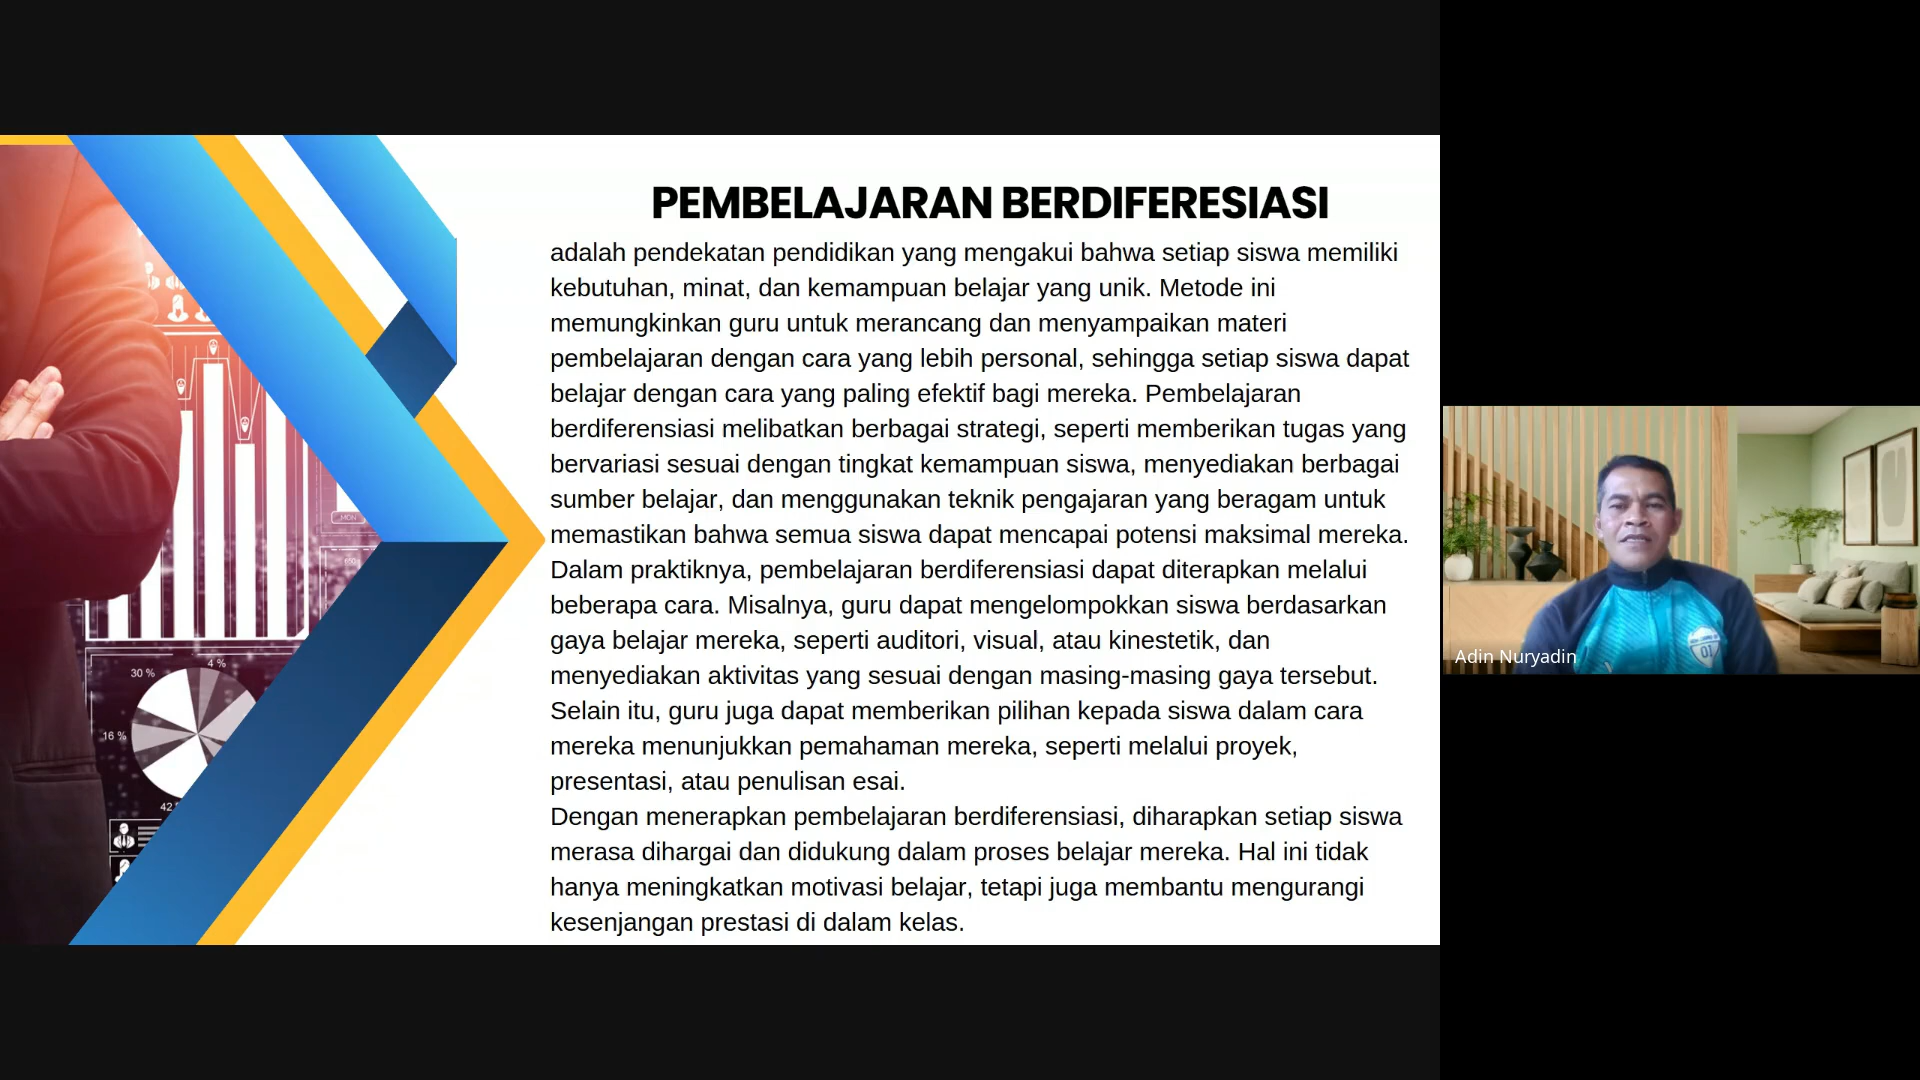 PEMBELAJARAN BERDIFERESIASI
adalah pendekatan pendidikan yang mengakui bahwa setiap siswa memiliki
kebutuhan, minat, dan kemampuan belajar yang unik. Metode ini
memungkinkan guru untuk merancang dan menyampaikan materi
pembelajaran dengan cara yang lebih personal, sehingga setiap siswa dapat
belajar dengan cara yang paling efektif bagi mereka. Pembelajaran
berdiferensiasi melibatkan berbagai strategi, seperti memberikan tugas yang
bervariasi sesuai dengan tingkat kemampuan siswa, menyediakan berbagai
sumber belajar, dan menggunakan teknik pengajaran yang beragam untuk
memastikan bahwa semua siswa dapat mencapai potensi maksimal mereka.
Dalam praktiknya, pembelajaran berdiferensiasi dapat diterapkan melalui
beberapa cara. Misalnya, guru dapat mengelompokkan siswa berdasarkan
gaya belajar mereka, seperti auditori, visual, atau kinestetik, dan
menyediakan aktivitas yang sesuai dengan masing-masing gaya tersebut.
Selain itu, guru juga dapat memberikan pilihan kepada siswa dalam cara
mereka menunjukkan pemahaman mereka, seperti melalui proyek,
presentasi, atau penulisan esai.
Dengan menerapkan pembelajaran berdiferensiasi, diharapkan setiap siswa
merasa dihargai dan didukung dalam proses belajar mereka. Hal ini tidak
hanya meningkatkan motivasi belajar, tetapi juga membantu mengurangi
kesenjangan prestasi di dalam kelas.
MON
30 %
4 %
16 %
42
Adin Nuryadin
01